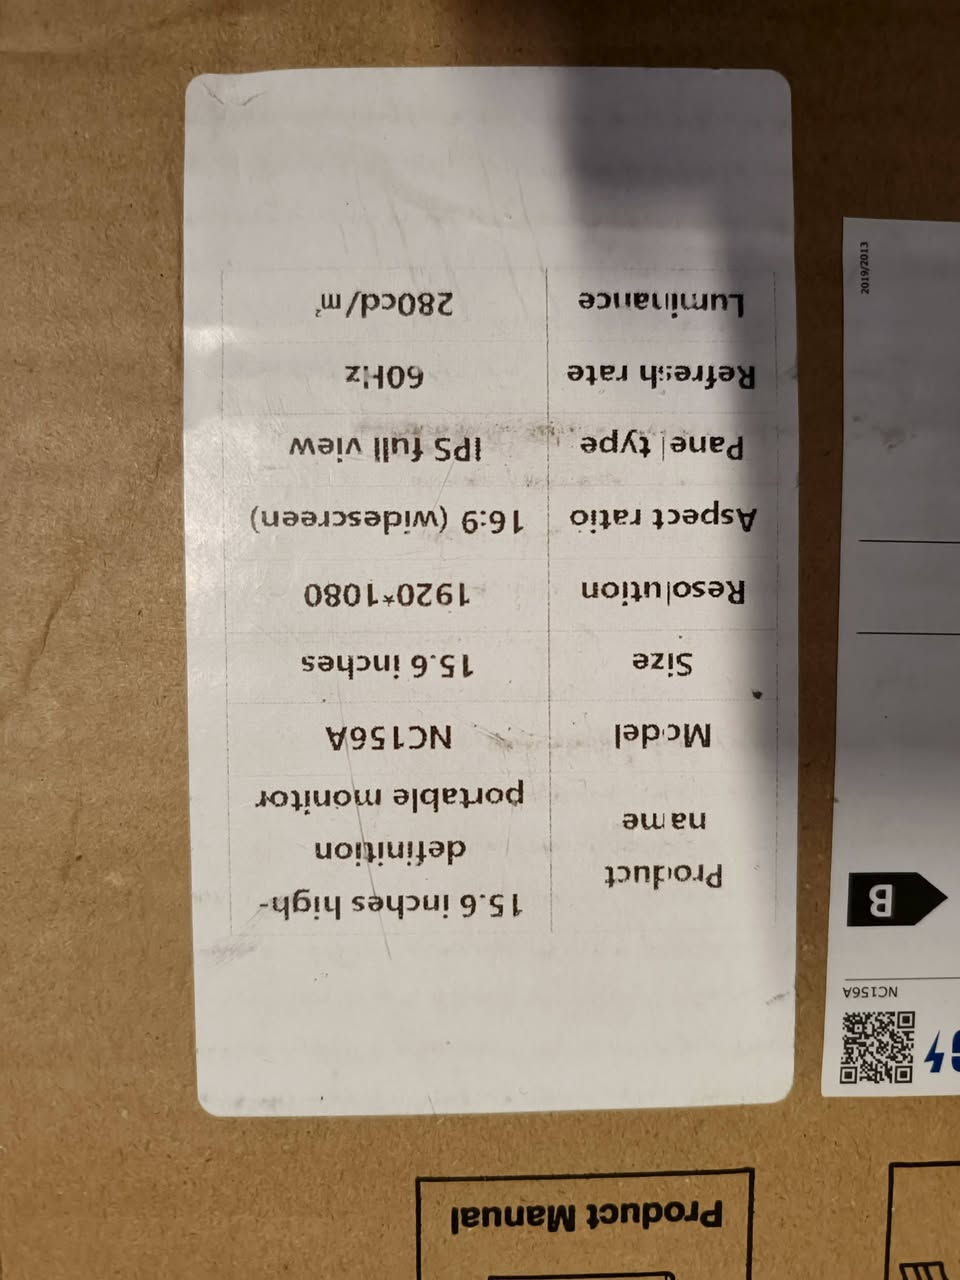 Product Manual
NC156A
B
Product name 15.6 inches high-definition portable monitor
Model NC156A
Size 15.6 inches
Resolution 1920*1080
Aspect ratio 16:9 (widescreen)
Panel type IPS full view
Refresh rate 60Hz
Luminance 280cd/m²
2019/2013